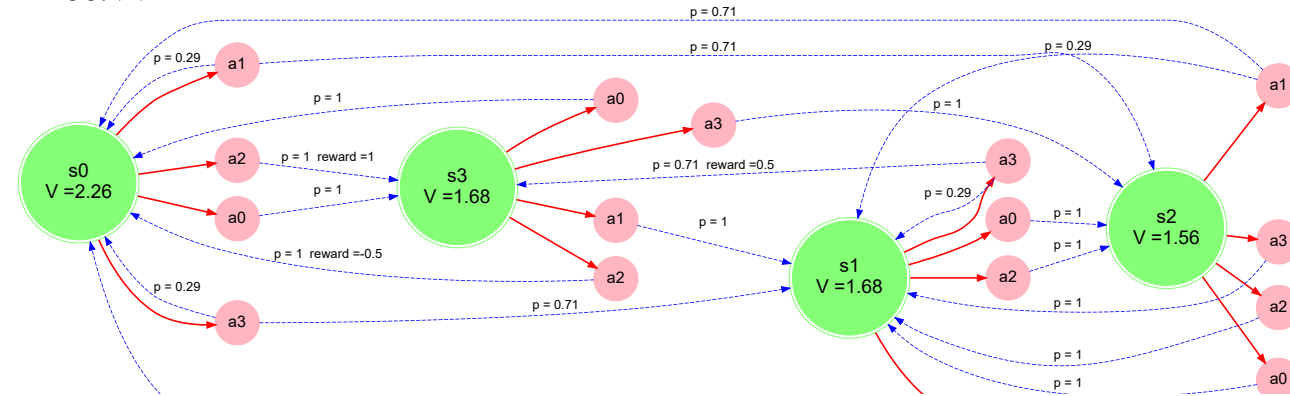 p = 0.71
p = 0.29
a1
p = 0.71
p = 0.29
a1
p = 1
a0
a3
p = 1
s0
V =2.26
a2
p = 1 reward =1
s3
V =1.68
p = 0.71 reward =0.5
a3
p = 0.29
a0
p = 1
a0
p = 1
a1
p = 1
a0
p = 1
s2
V =1.56
a3
p = 1 reward =-0.5
a2
s1
V =1.68
a2
p = 1
p = 0.29
a3
p = 0.71
p = 1
a2
p = 1
p = 1
a0